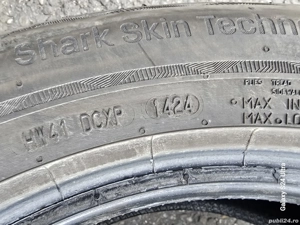 Shark Skin Techn
HW41 DCXP 1424
MAX IN
MAX LO
publi24.ro